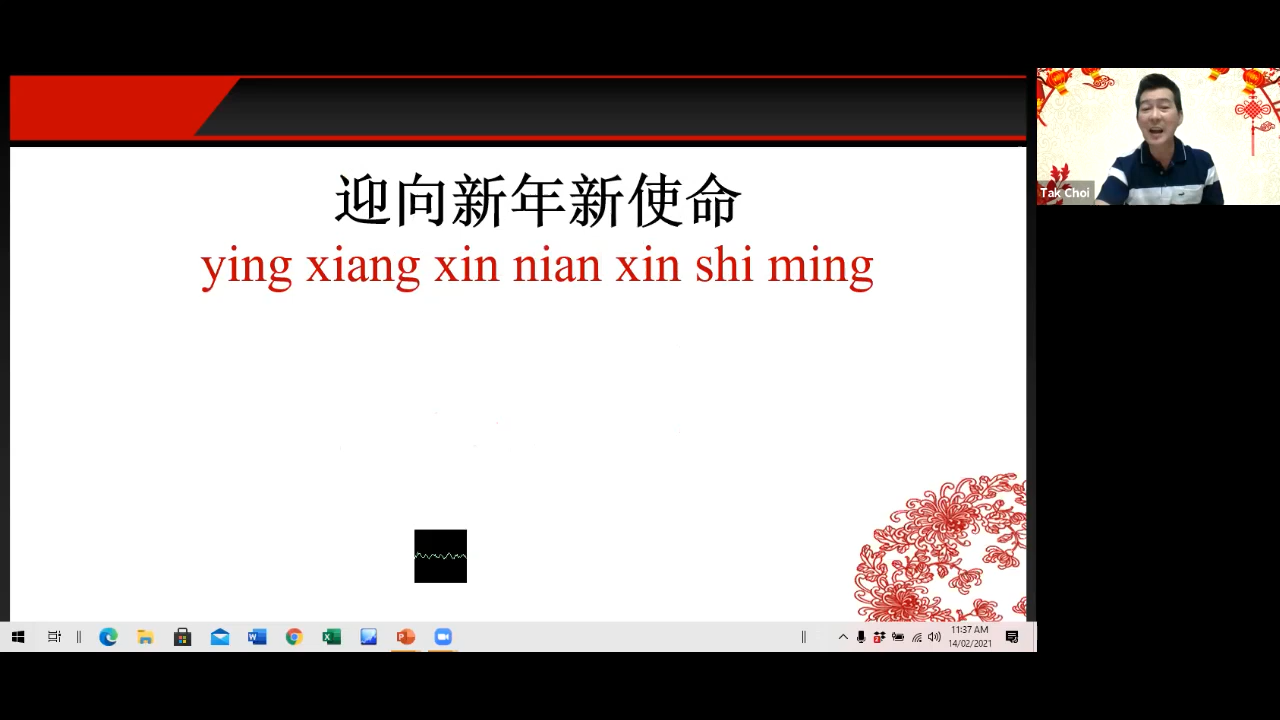 迎向新年新使命
ying xiang xin nian xin shi ming
Tak Choi
11:37 AM
14/02/2021